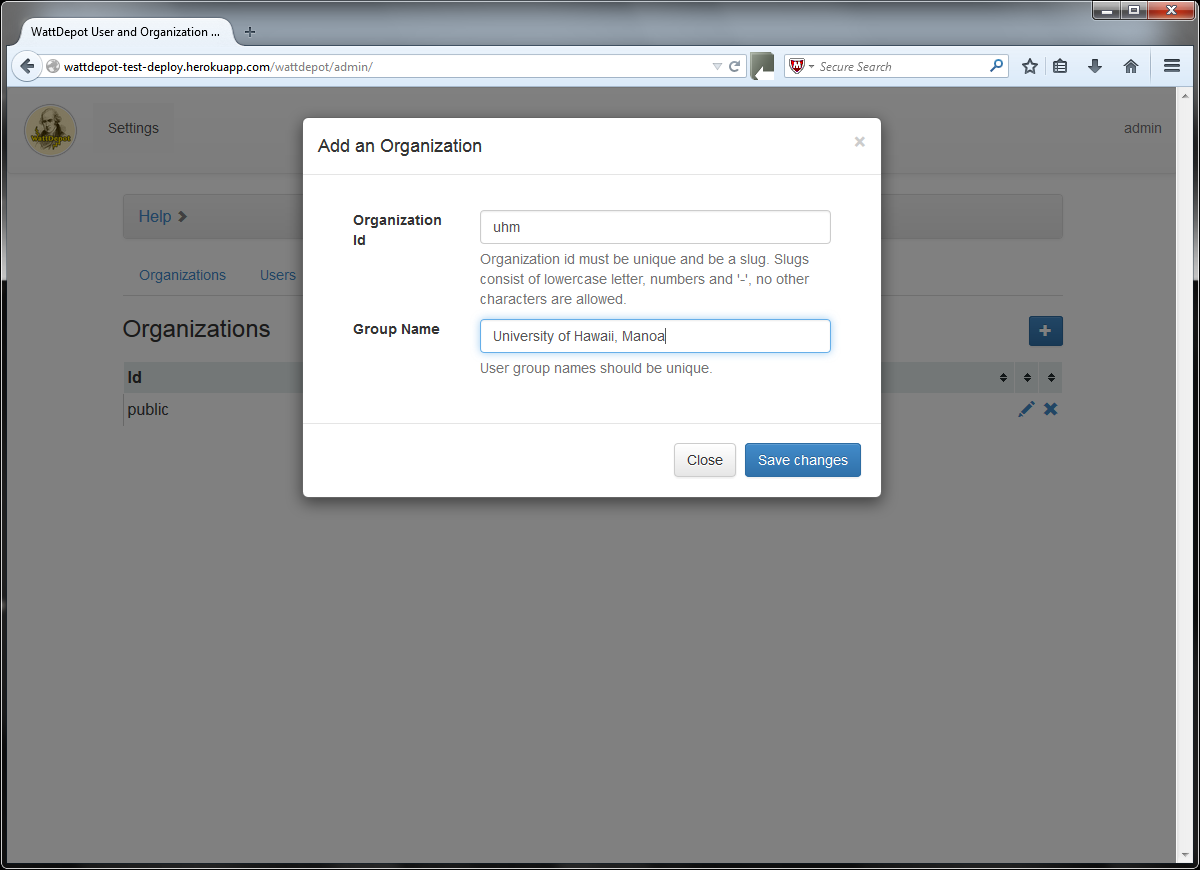 WattDepot User and Organization ...
wattdepot-test-deploy.herokuapp.com/wattdepot/admin/
Secure Search
WattDepot
Settings
admin
Add an Organization
Help
Organization
Id
uhm
Organization id must be unique and be a slug. Slugs
consist of lowercase letter, numbers and '-', no other
characters are allowed.
Organizations Users
Group Name
University of Hawaii, Manoa
User group names should be unique.
Organizations
Id
public
Close Save changes